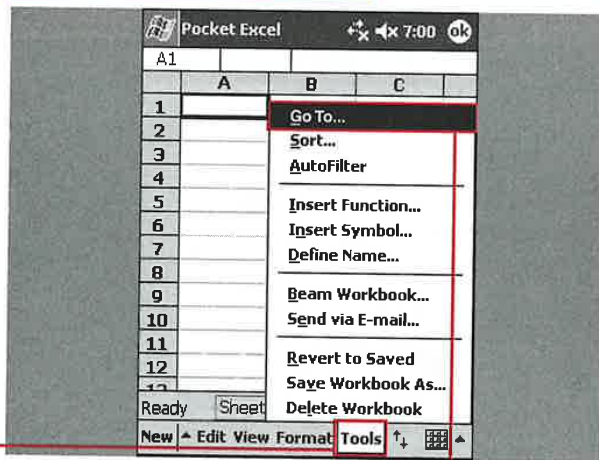 Pocket Excel 7:00 ok
A1
A B C
1
2
3
4
5
6
7
8
9
10
11
12
Go To...
Sort...
AutoFilter
Insert Function...
Insert Symbol...
Define Name...
Beam Workbook...
Send via E-mail...
Revert to Saved
Save Workbook As...
Delete Workbook
Ready Sheet
New Edit View Format Tools